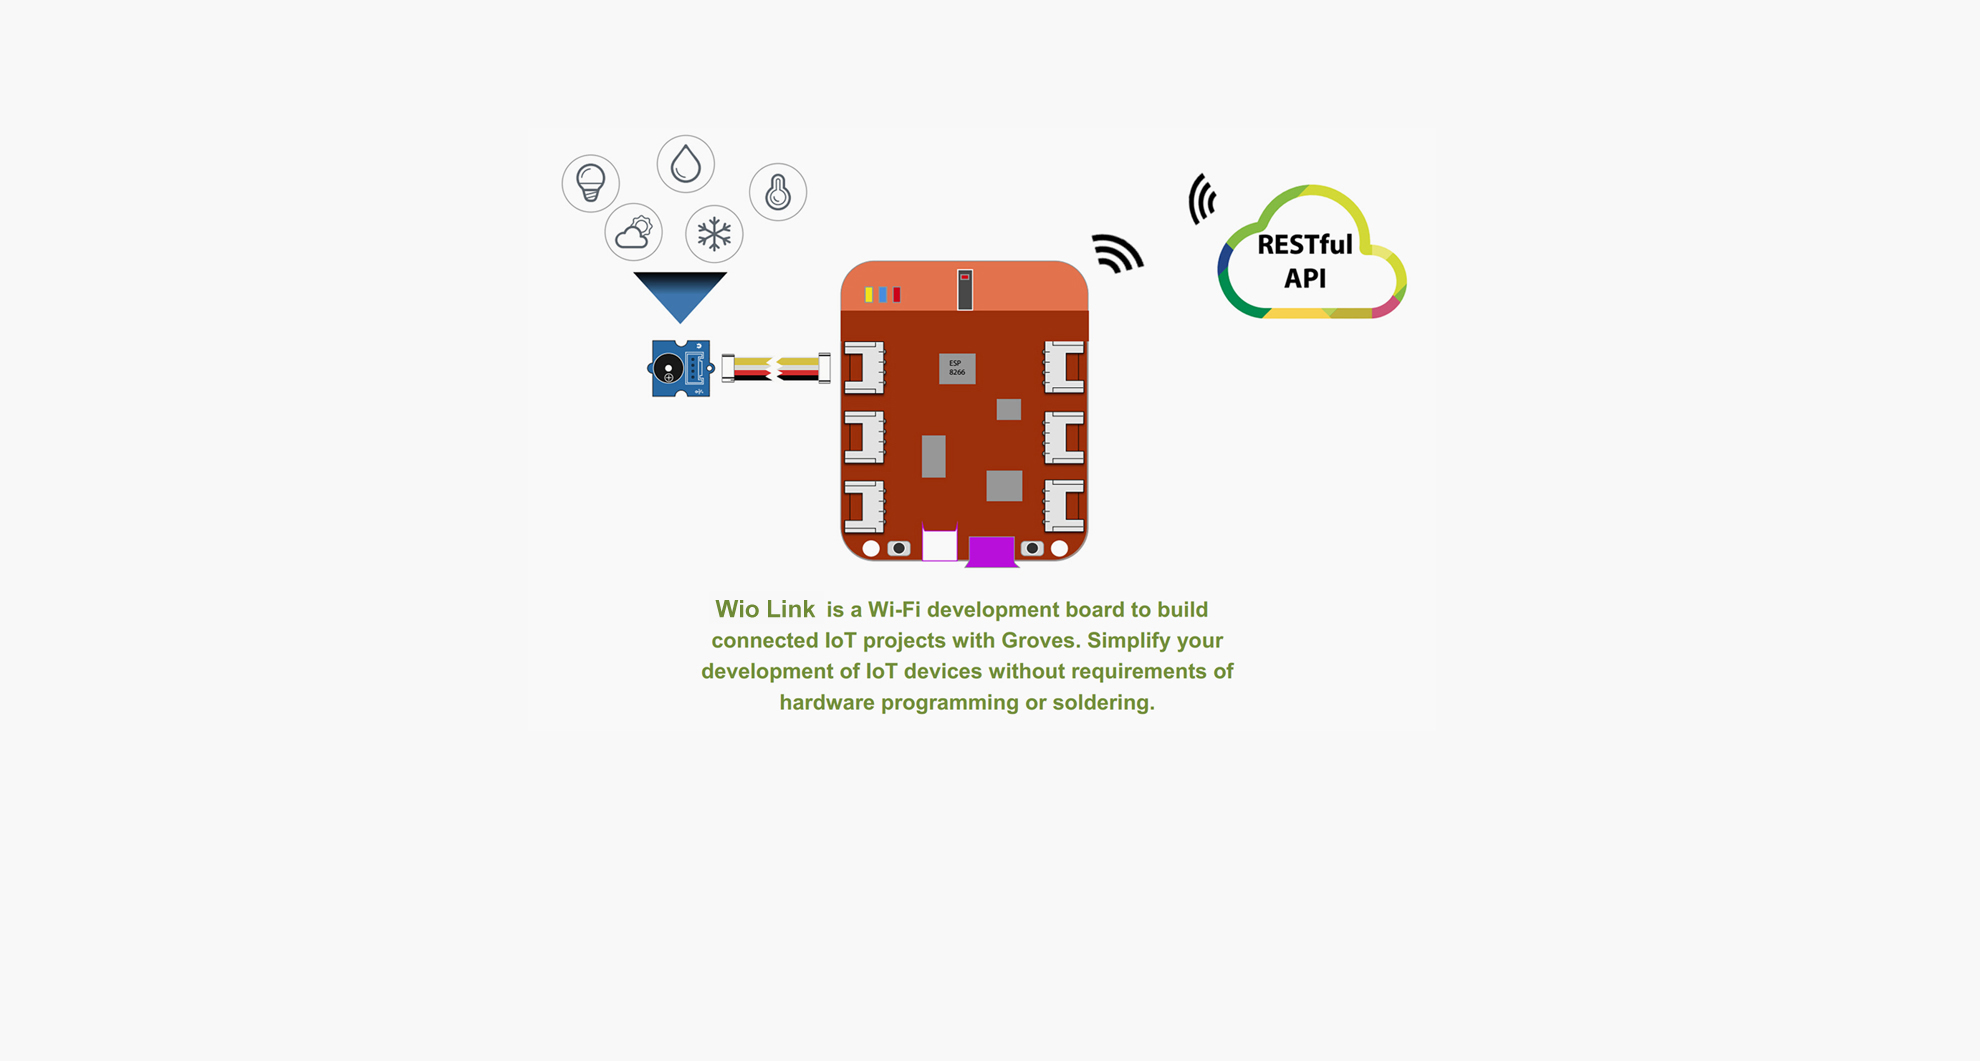 RESTful
API
ESP
8266
Wio Link is a Wi-Fi development board to build
connected IoT projects with Groves. Simplify your
development of IoT devices without requirements of
hardware programming or soldering.